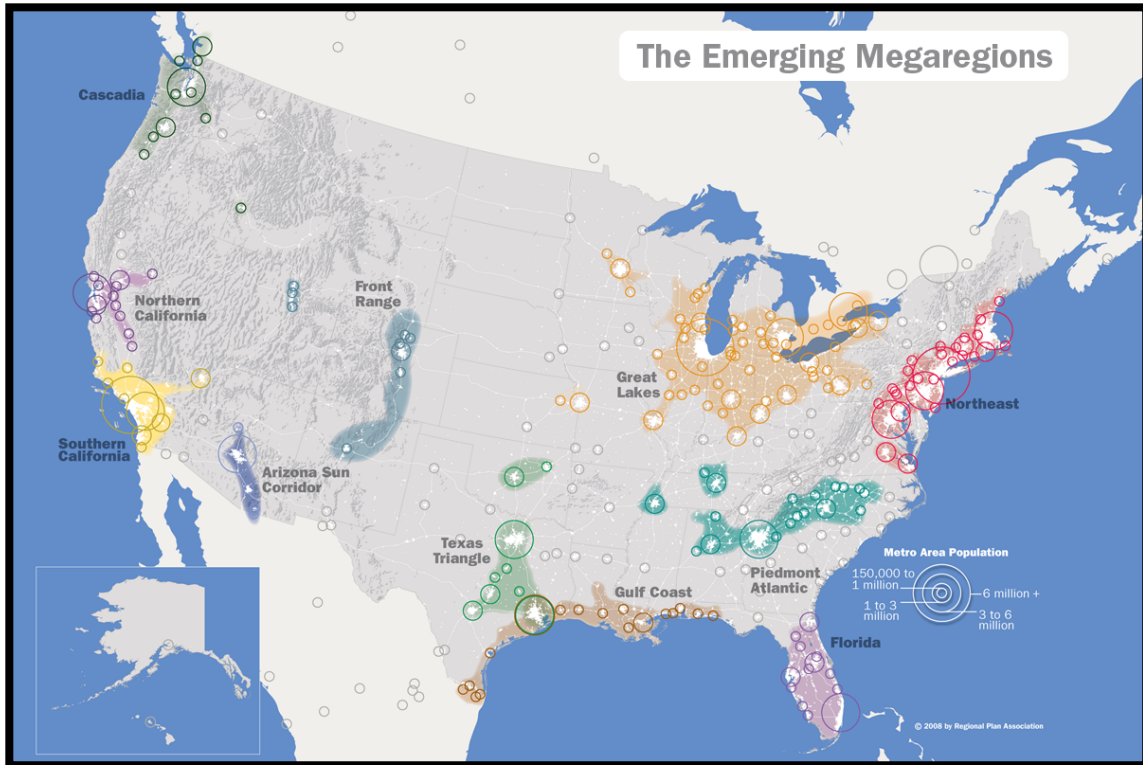 The Emerging Megaregions
Cascadia
Northern
California
Front
Range
Great
Lakes
Northeast
Southern
California
Arizona Sun
Corridor
Texas
Triangle
Gulf Coast
Piedmont
Atlantic
Florida
Metro Area Population
150,000 to
1 million
1 to 3
million
6 million +
3 to 6
million
© 2008 by Regional Plan Association